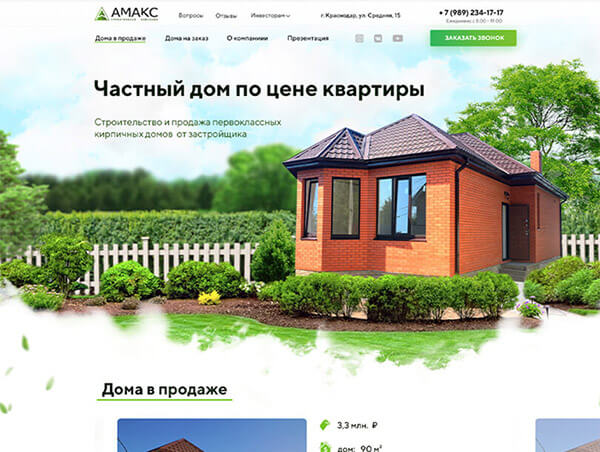 АМАКС
Вопросы
Отзывы
Инвесторам
г. Краснодар, ул. Средняя, 15
+ 7 (989) 234-17-17
Ежедневно с 8:00 - 19:00
Дома в продаже
Дома на заказ
О компаниии
Презентация
ЗАКАЗАТЬ ЗВОНОК
Частный дом по цене квартиры
Строительство и продажа первоклассных
кирпичных домов от застройщика
Дома в продаже
3,3 млн. ₽
дом: 90 м²